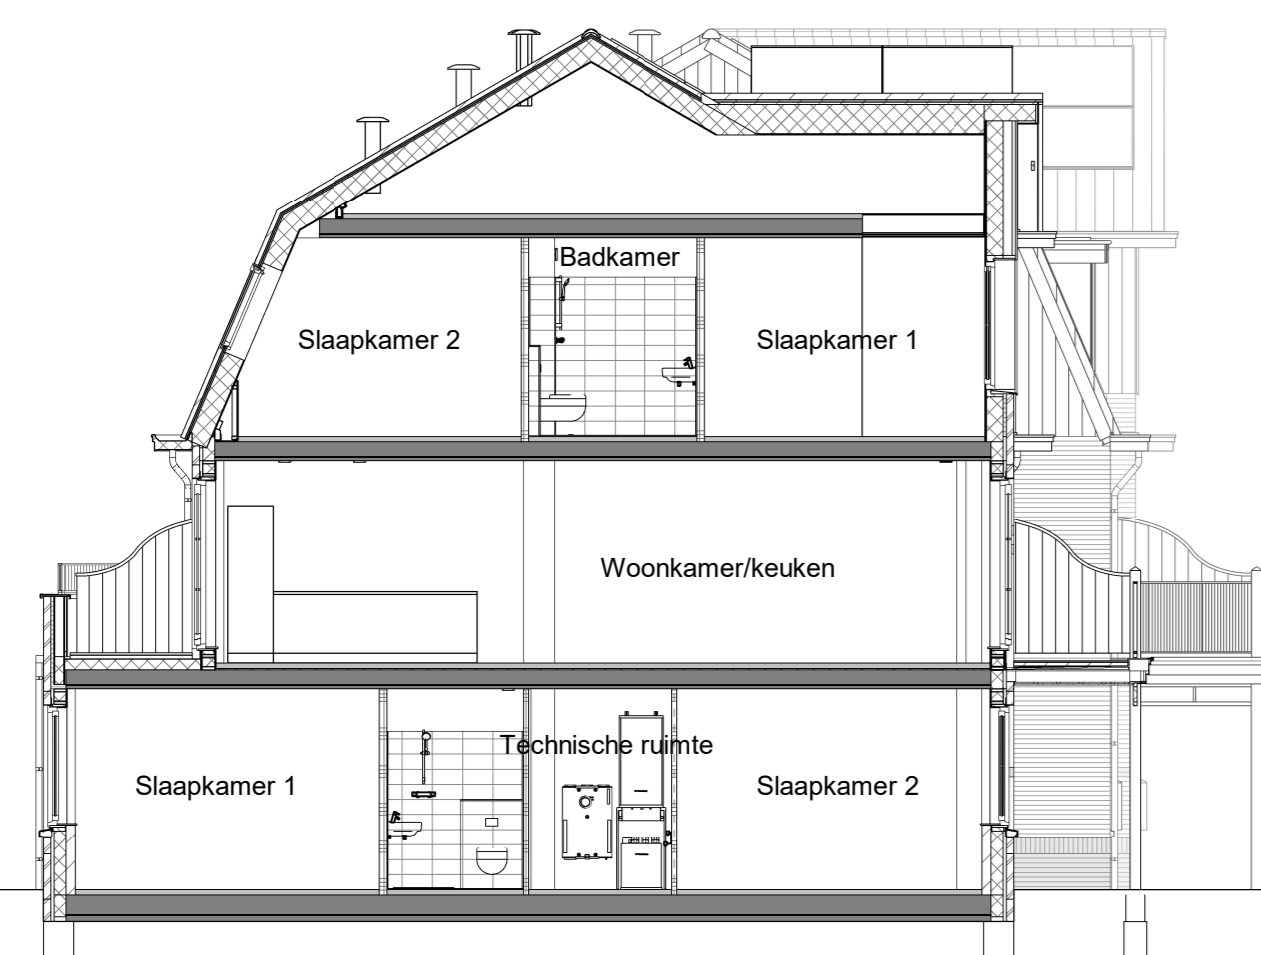 Badkamer
Slaapkamer 2
Slaapkamer 1
Woonkamer/keuken
Technische ruimte
Slaapkamer 1
Slaapkamer 2